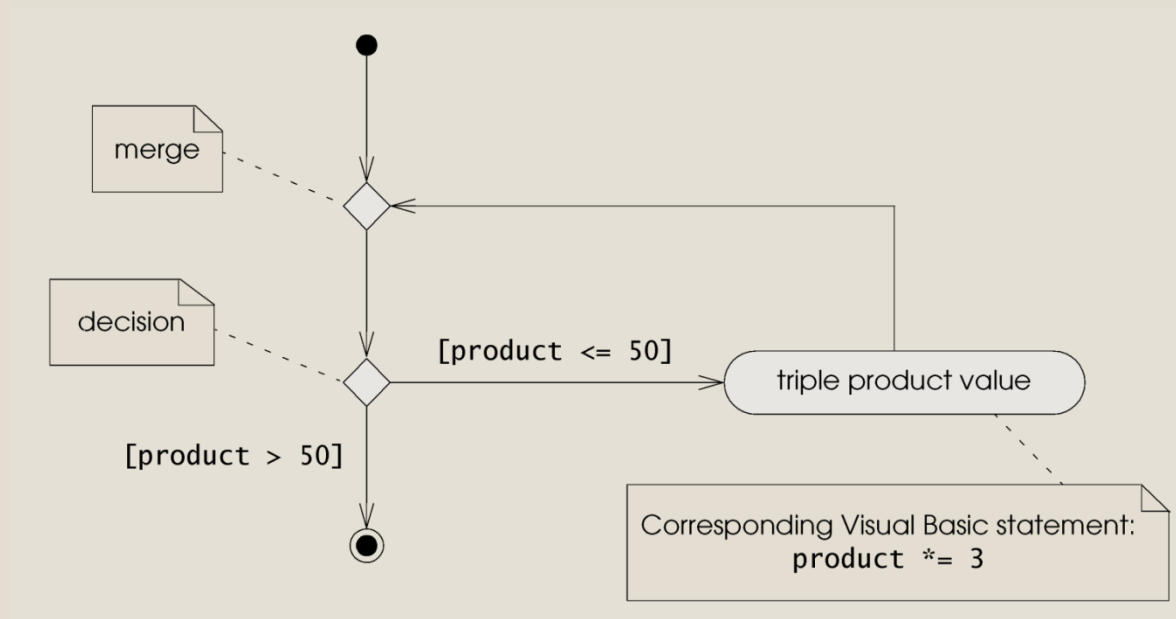 merge
decision
[product <= 50]
triple product value
[product > 50]
Corresponding Visual Basic statement:
product *= 3